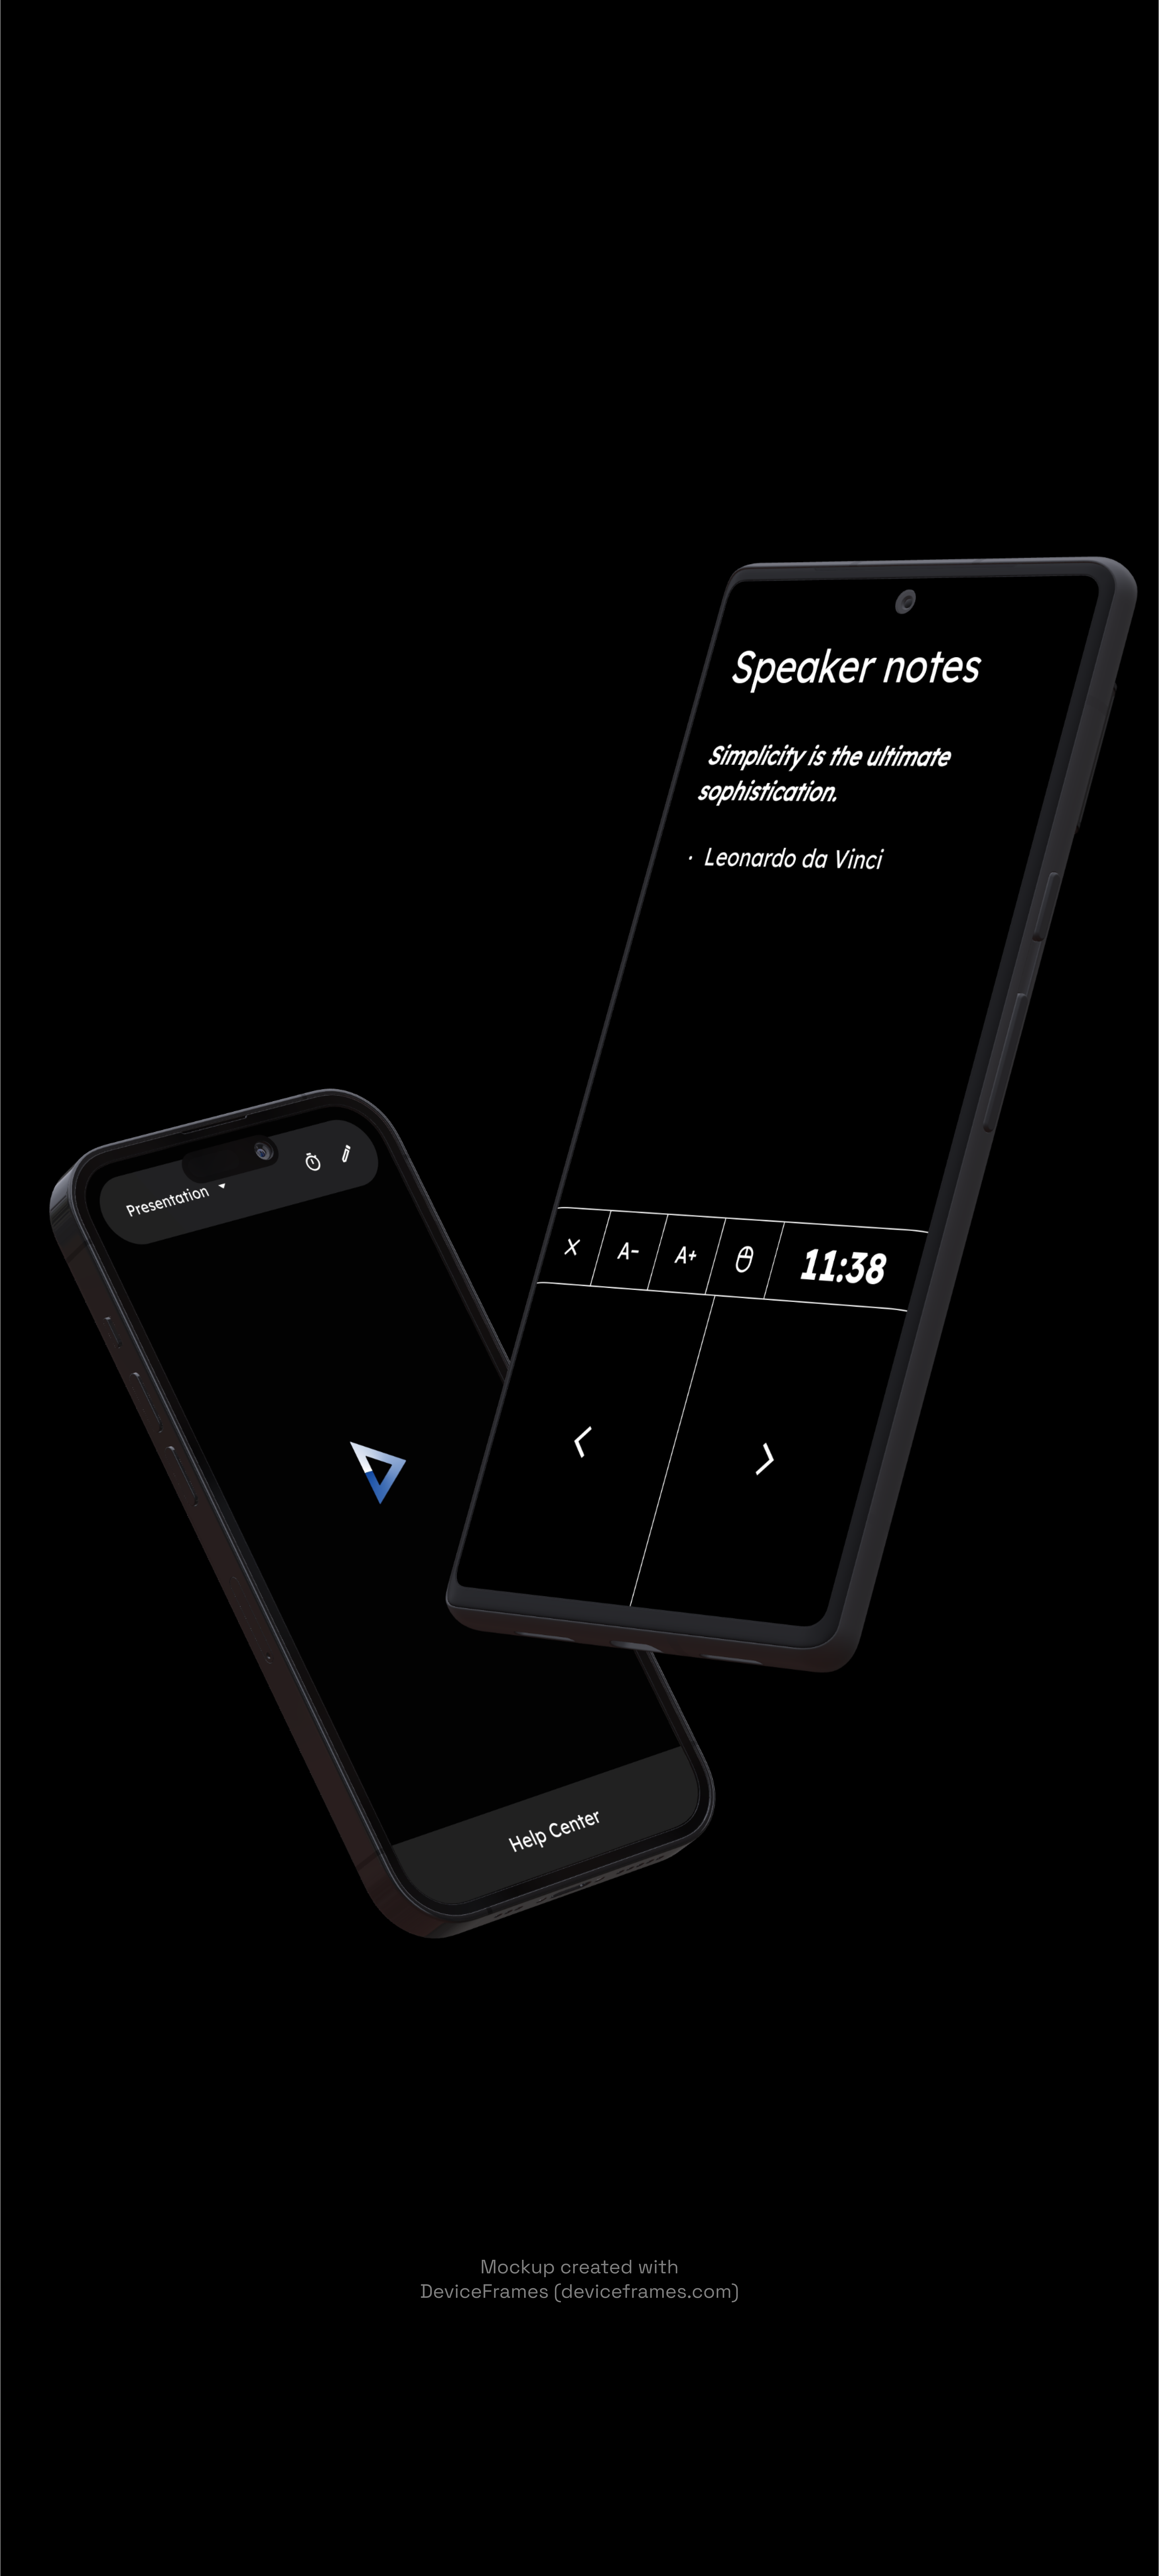 Speaker notes
Simplicity is the ultimate
sophistication.
· Leonardo da Vinci
A-
A+
11:38
Presentation
Help Center
Mockup created with
DeviceFrames (deviceframes.com)